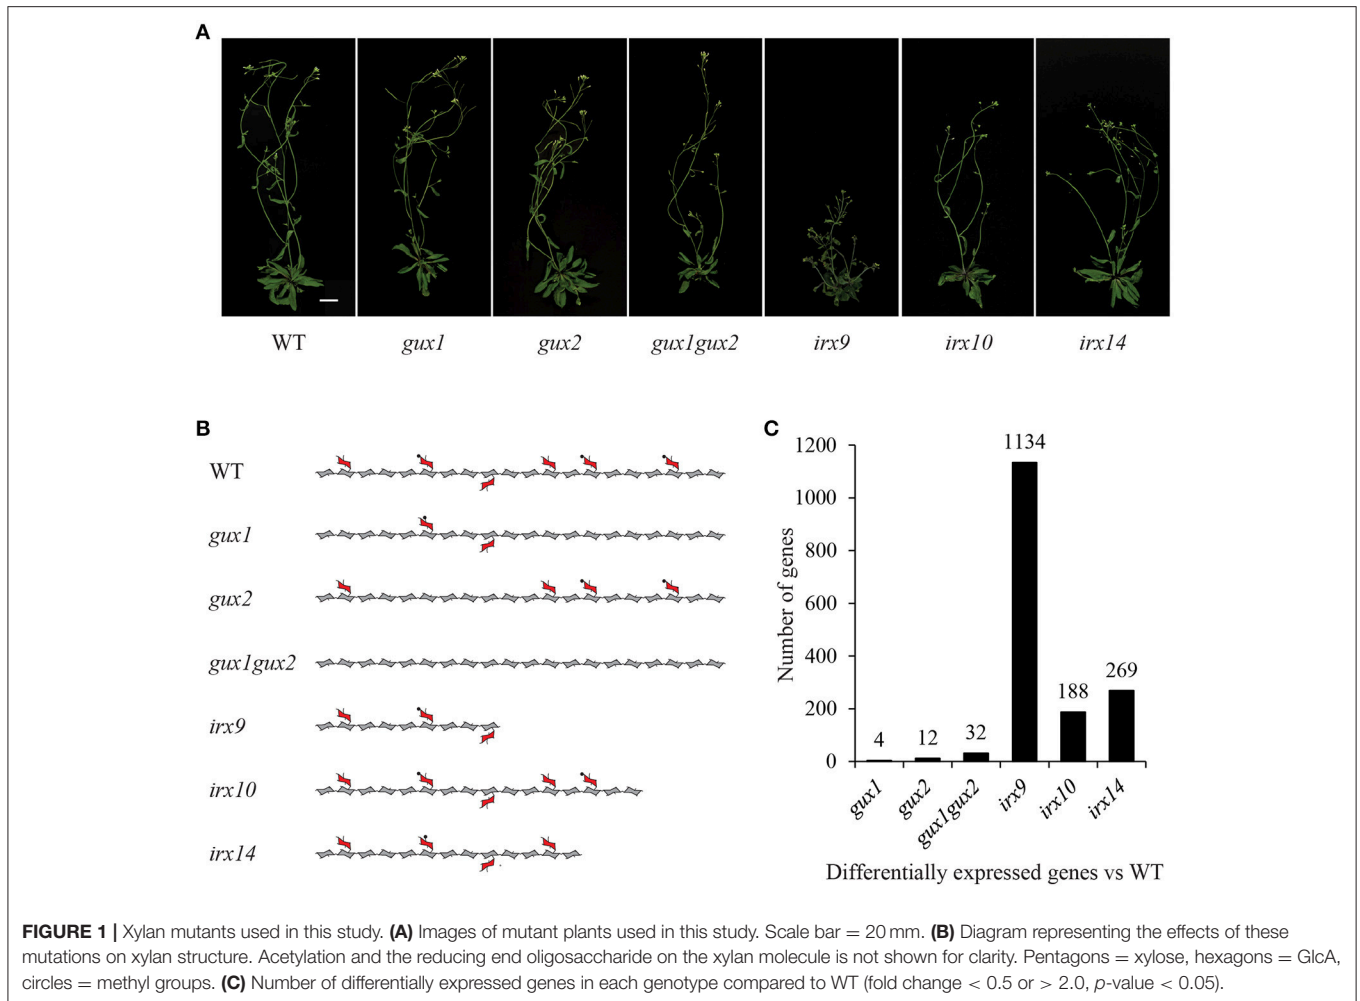 A
WT
gux1
gux2
gux1gux2
irx9
irx10
irx14
B
WT
gux1
gux2
gux1gux2
irx9
irx10
irx14
C
Number of genes
1200
1000
800
600
400
200
0
4
12
32
1134
188
269
gux1
gux2
gux1gux2
irx9
irx10
irx14
Differentially expressed genes vs WT
FIGURE 1 | Xylan mutants used in this study. (A) Images of mutant plants used in this study. Scale bar = 20 mm. (B) Diagram representing the effects of these
mutations on xylan structure. Acetylation and the reducing end oligosaccharide on the xylan molecule is not shown for clarity. Pentagons = xylose, hexagons = GlcA,
circles = methyl groups. (C) Number of differentially expressed genes in each genotype compared to WT (fold change < 0.5 or > 2.0, p-value < 0.05).